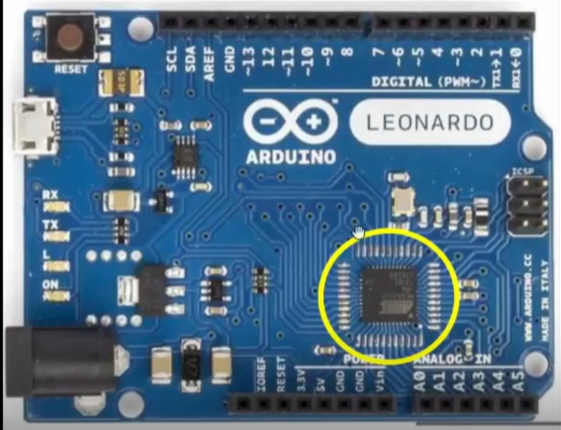 RESET
SCL
SDA
AREF
GND
~13
12
~11
~10
~9
8
7
~6
~5
4
~3
2
TX1→1
RX1←0
DIGITAL (PWM~)
ARDUINO
LEONARDO
ICSP
RX
TX
L
ON
WWW.ARDUINO.CC
MADE IN ITALY
POWER
ANALOG IN
IOREF
RESET
3.3V
5V
GND
GND
Vin
A0
A1
A2
A3
A4
A5